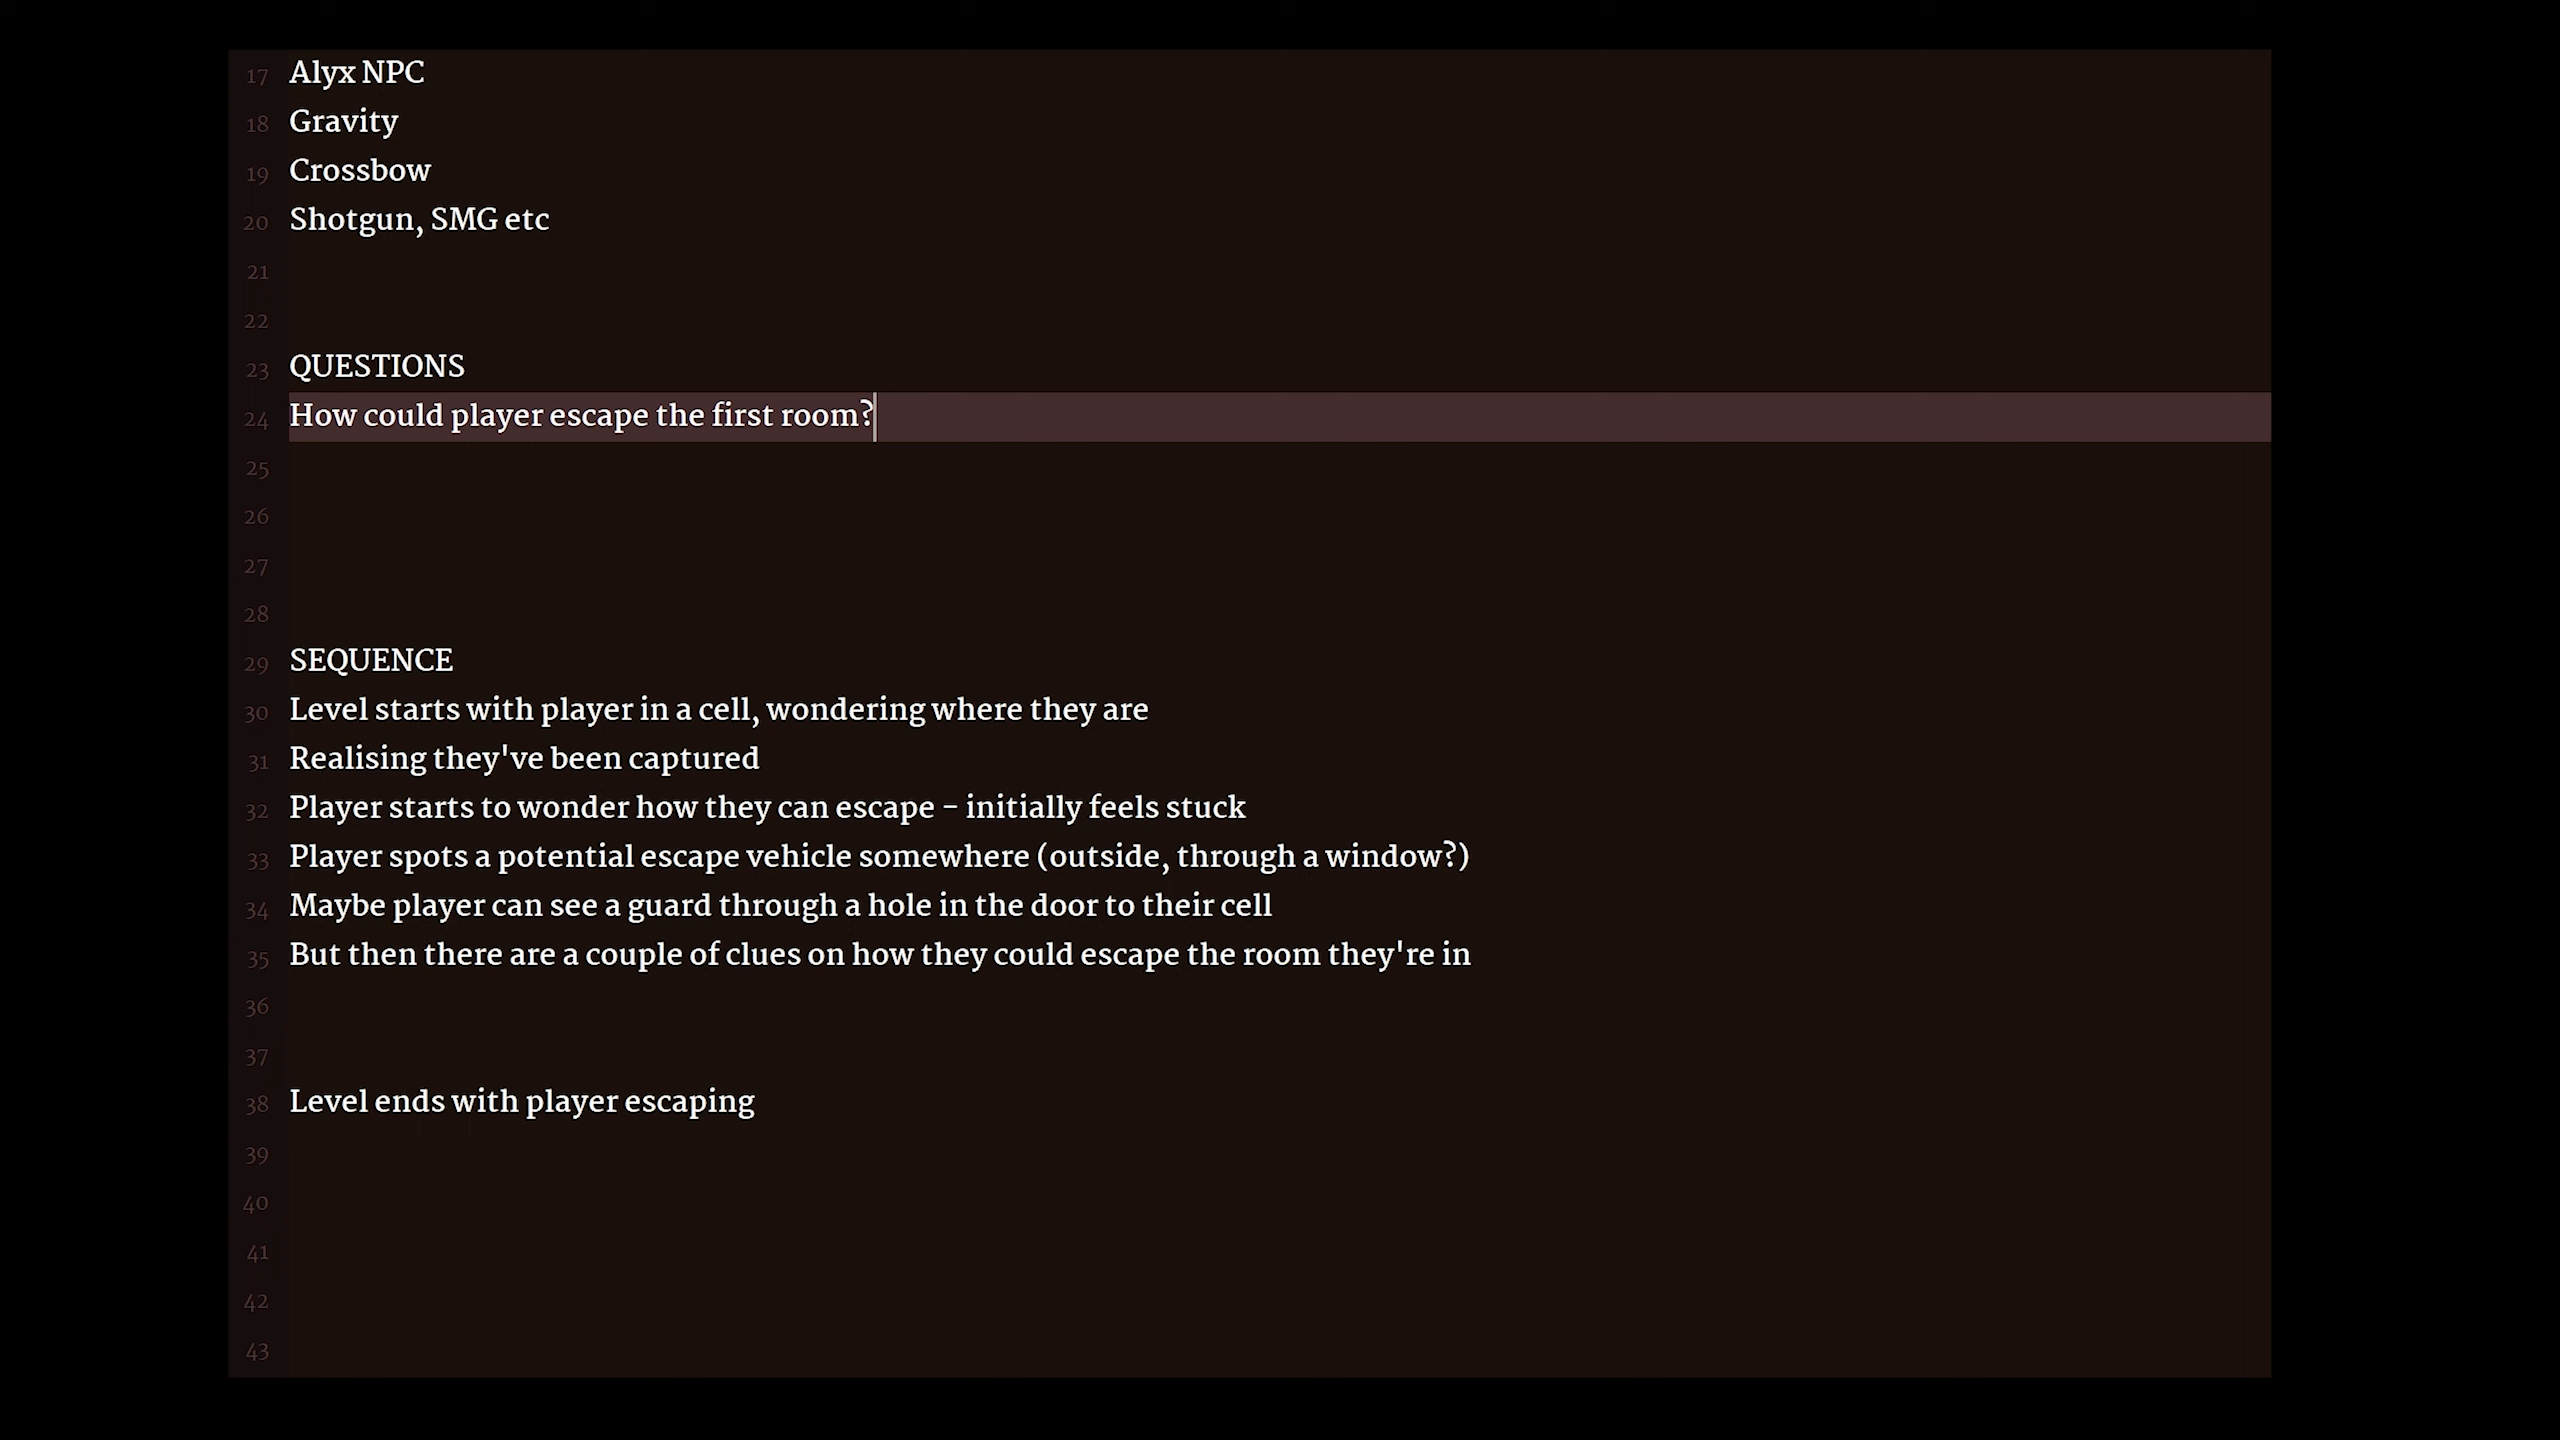 17 Alyx NPC
18 Gravity
19 Crossbow
20 Shotgun, SMG etc
21
22
23 QUESTIONS
24 How could player escape the first room?
25
26
27
28
29 SEQUENCE
30 Level starts with player in a cell, wondering where they are
31 Realising they've been captured
32 Player starts to wonder how they can escape - initially feels stuck
33 Player spots a potential escape vehicle somewhere (outside, through a window?)
34 Maybe player can see a guard through a hole in the door to their cell
35 But then there are a couple of clues on how they could escape the room they're in
36
37
38 Level ends with player escaping
39
40
41
42
43